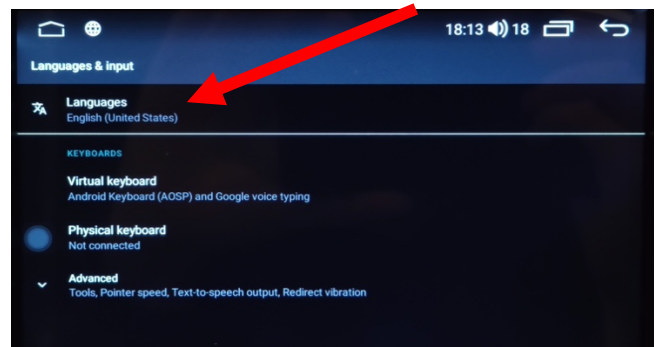 18:13 18
Languages & input
Languages
English (United States)
KEYBOARDS
Virtual keyboard
Android Keyboard (AOSP) and Google voice typing
Physical keyboard
Not connected
Advanced
Tools, Pointer speed, Text-to-speech output, Redirect vibration